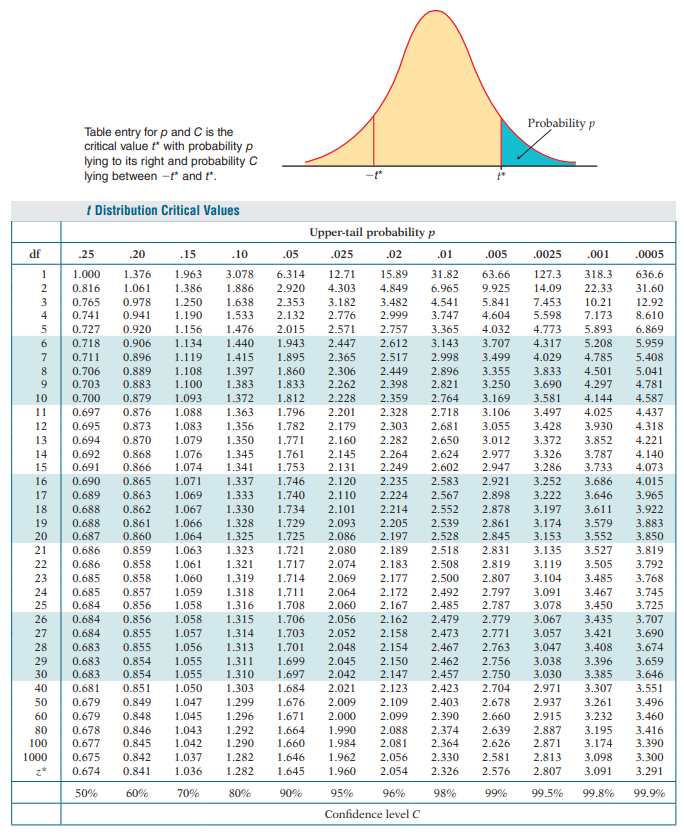 Table entry for p and C is the
critical value t* with probability p
lying to its right and probability C
lying between −t* and t*.
Probability p
−t* t*
t Distribution Critical Values
Upper-tail probability p
df .25 .20 .15 .10 .05 .025 .02 .01 .005 .0025 .001 .0005
1 1.000 1.376 1.963 3.078 6.314 12.71 15.89 31.82 63.66 127.3 318.3 636.6
2 0.816 1.061 1.386 1.886 2.920 4.303 4.849 6.965 9.925 14.09 22.33 31.60
3 0.765 0.978 1.250 1.638 2.353 3.182 3.482 4.541 5.841 7.453 10.21 12.92
4 0.741 0.941 1.190 1.533 2.132 2.776 2.999 3.747 4.604 5.598 7.173 8.610
5 0.727 0.920 1.156 1.476 2.015 2.571 2.757 3.365 4.032 4.773 5.893 6.869
6 0.718 0.906 1.134 1.440 1.943 2.447 2.612 3.143 3.707 4.317 5.208 5.959
7 0.711 0.896 1.119 1.415 1.895 2.365 2.517 2.998 3.499 4.029 4.785 5.408
8 0.706 0.889 1.108 1.397 1.860 2.306 2.449 2.896 3.355 3.833 4.501 5.041
9 0.703 0.883 1.100 1.383 1.833 2.262 2.398 2.821 3.250 3.690 4.297 4.781
10 0.700 0.879 1.093 1.372 1.812 2.228 2.359 2.764 3.169 3.581 4.144 4.587
11 0.697 0.876 1.088 1.363 1.796 2.201 2.328 2.718 3.106 3.497 4.025 4.437
12 0.695 0.873 1.083 1.356 1.782 2.179 2.303 2.681 3.055 3.428 3.930 4.318
13 0.694 0.870 1.079 1.350 1.771 2.160 2.282 2.650 3.012 3.372 3.852 4.221
14 0.692 0.868 1.076 1.345 1.761 2.145 2.264 2.624 2.977 3.326 3.787 4.140
15 0.691 0.866 1.074 1.341 1.753 2.131 2.249 2.602 2.947 3.286 3.733 4.073
16 0.690 0.865 1.071 1.337 1.746 2.120 2.235 2.583 2.921 3.252 3.686 4.015
17 0.689 0.863 1.069 1.333 1.740 2.110 2.224 2.567 2.898 3.222 3.646 3.965
18 0.688 0.862 1.067 1.330 1.734 2.101 2.214 2.552 2.878 3.197 3.611 3.922
19 0.688 0.861 1.066 1.328 1.729 2.093 2.205 2.539 2.861 3.174 3.579 3.883
20 0.687 0.860 1.064 1.325 1.725 2.086 2.197 2.528 2.845 3.153 3.552 3.850
21 0.686 0.859 1.063 1.323 1.721 2.080 2.189 2.518 2.831 3.135 3.527 3.819
22 0.686 0.858 1.061 1.321 1.717 2.074 2.183 2.508 2.819 3.119 3.505 3.792
23 0.685 0.858 1.060 1.319 1.714 2.069 2.177 2.500 2.807 3.104 3.485 3.768
24 0.685 0.857 1.059 1.318 1.711 2.064 2.172 2.492 2.797 3.091 3.467 3.745
25 0.684 0.856 1.058 1.316 1.708 2.060 2.167 2.485 2.787 3.078 3.450 3.725
26 0.684 0.856 1.058 1.315 1.706 2.056 2.162 2.479 2.779 3.067 3.435 3.707
27 0.684 0.855 1.057 1.314 1.703 2.052 2.158 2.473 2.771 3.057 3.421 3.690
28 0.683 0.855 1.056 1.313 1.701 2.048 2.154 2.467 2.763 3.047 3.408 3.674
29 0.683 0.854 1.055 1.311 1.699 2.045 2.150 2.462 2.756 3.038 3.396 3.659
30 0.683 0.854 1.055 1.310 1.697 2.042 2.147 2.457 2.750 3.030 3.385 3.646
40 0.681 0.851 1.050 1.303 1.684 2.021 2.123 2.423 2.704 2.971 3.307 3.551
50 0.679 0.849 1.047 1.299 1.676 2.009 2.109 2.403 2.678 2.937 3.261 3.496
60 0.679 0.848 1.045 1.296 1.671 2.000 2.099 2.390 2.660 2.915 3.232 3.460
80 0.678 0.846 1.043 1.292 1.664 1.990 2.088 2.374 2.639 2.887 3.195 3.416
100 0.677 0.845 1.042 1.290 1.660 1.984 2.081 2.364 2.626 2.871 3.174 3.390
1000 0.675 0.842 1.037 1.282 1.646 1.962 2.056 2.330 2.581 2.813 3.098 3.300
z* 0.674 0.841 1.036 1.282 1.645 1.960 2.054 2.326 2.576 2.807 3.091 3.291
50% 60% 70% 80% 90% 95% 96% 98% 99% 99.5% 99.8% 99.9%
Confidence level C